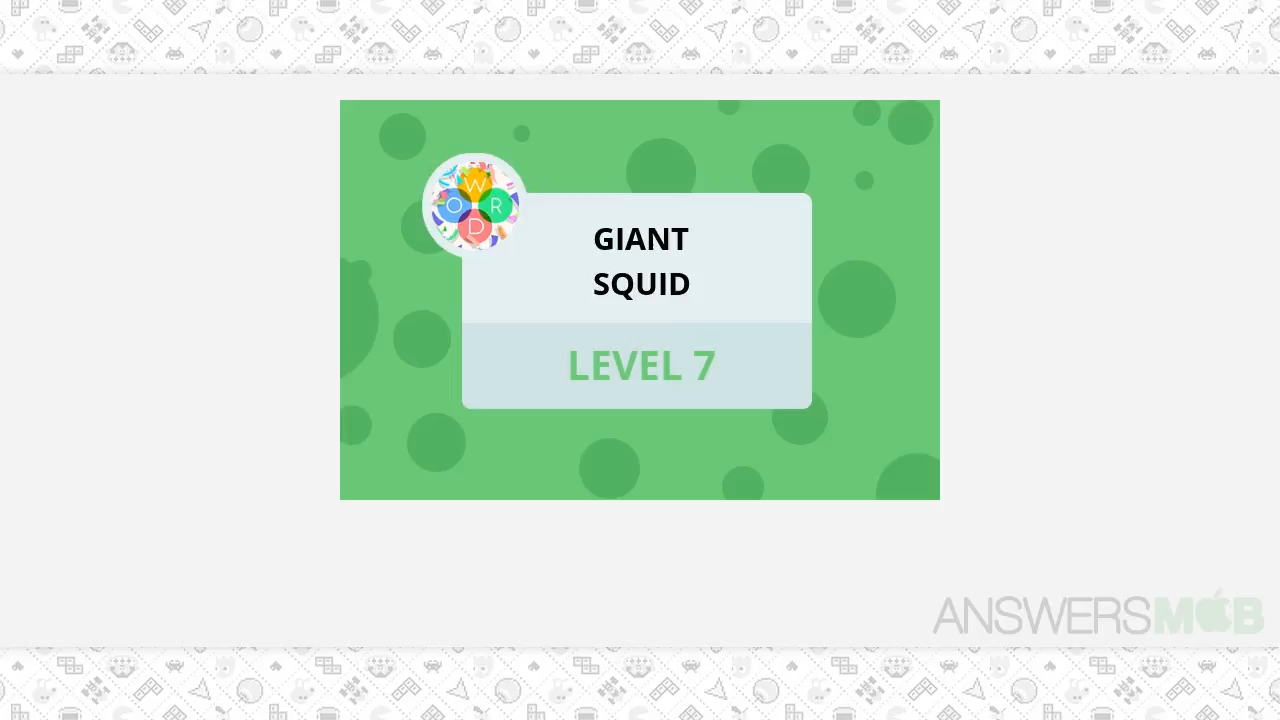 W
O R
D
GIANT
SQUID
LEVEL 7
ANSWERSMOB